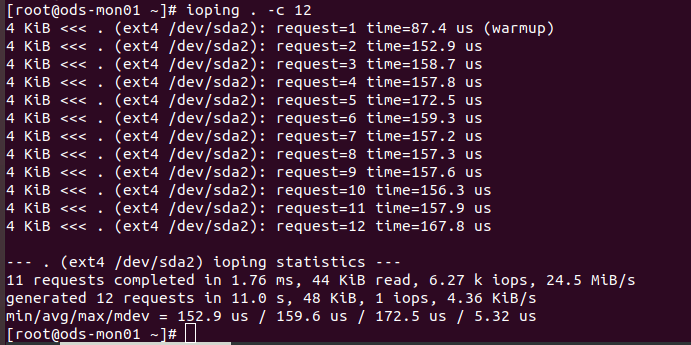 [root@ods-mon01 ~]# ioping . -c 12
4 KiB <<< . (ext4 /dev/sda2): request=1 time=87.4 us (warmup)
4 KiB <<< . (ext4 /dev/sda2): request=2 time=152.9 us
4 KiB <<< . (ext4 /dev/sda2): request=3 time=158.7 us
4 KiB <<< . (ext4 /dev/sda2): request=4 time=157.8 us
4 KiB <<< . (ext4 /dev/sda2): request=5 time=172.5 us
4 KiB <<< . (ext4 /dev/sda2): request=6 time=159.3 us
4 KiB <<< . (ext4 /dev/sda2): request=7 time=157.2 us
4 KiB <<< . (ext4 /dev/sda2): request=8 time=157.3 us
4 KiB <<< . (ext4 /dev/sda2): request=9 time=157.6 us
4 KiB <<< . (ext4 /dev/sda2): request=10 time=156.3 us
4 KiB <<< . (ext4 /dev/sda2): request=11 time=157.9 us
4 KiB <<< . (ext4 /dev/sda2): request=12 time=167.8 us
--- . (ext4 /dev/sda2) ioping statistics ---
11 requests completed in 1.76 ms, 44 KiB read, 6.27 k iops, 24.5 MiB/s
generated 12 requests in 11.0 s, 48 KiB, 1 iops, 4.36 KiB/s
min/avg/max/mdev = 152.9 us / 159.6 us / 172.5 us / 5.32 us
[root@ods-mon01 ~]#